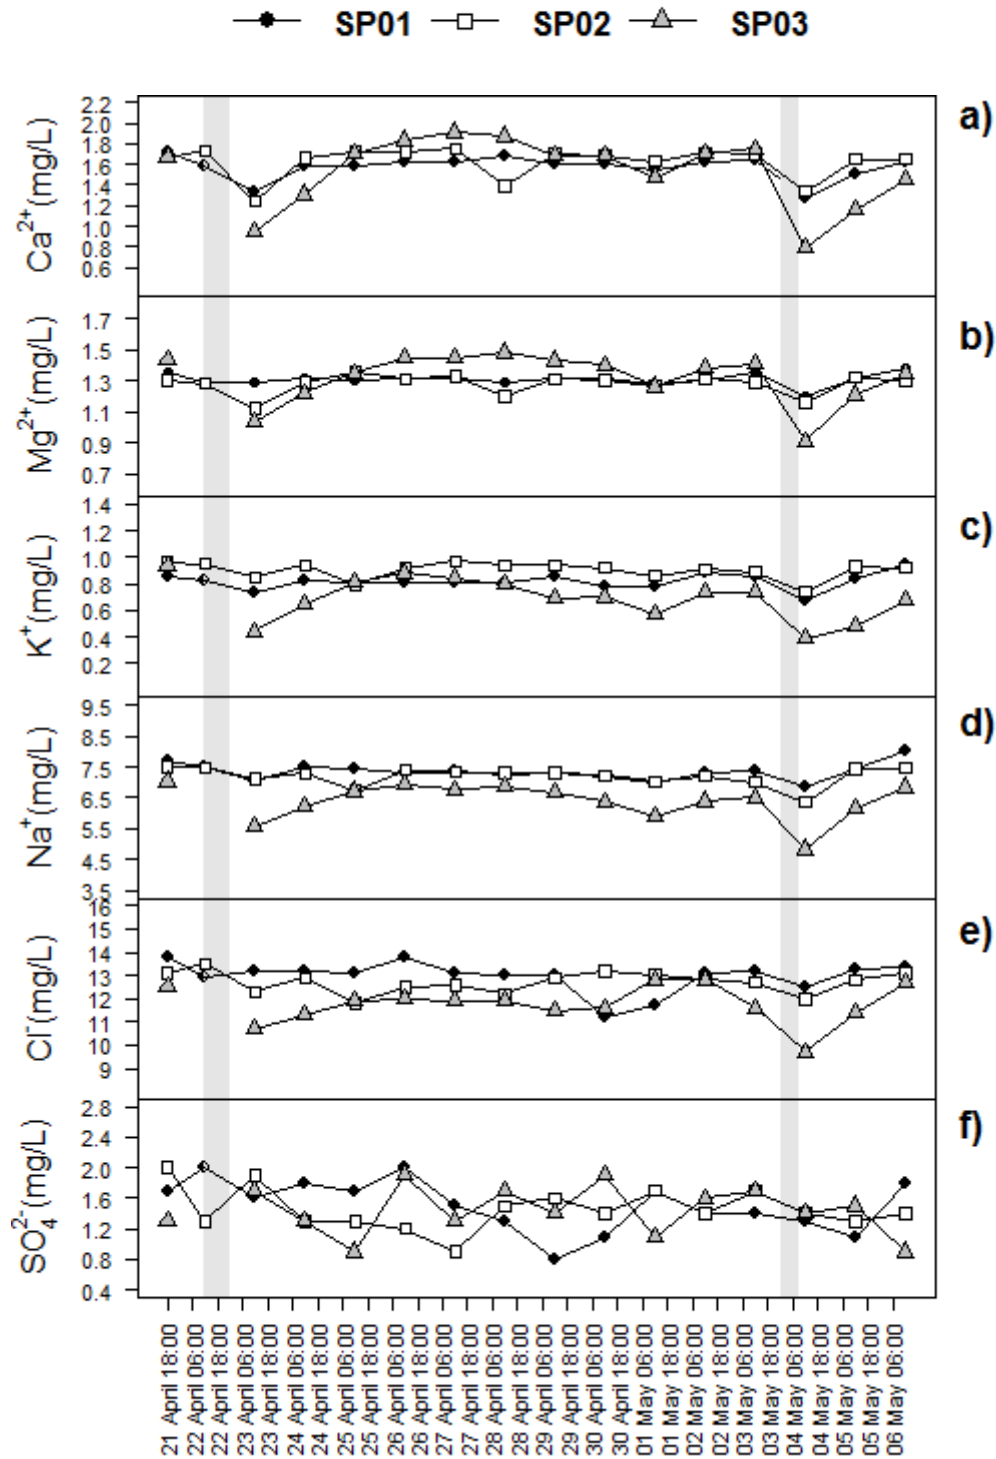 SP01 SP02 SP03
a)
Ca²⁺(mg/L)
2.2
2.0
1.8
1.6
1.4
1.2
1.0
0.8
0.6
b)
Mg²⁺(mg/L)
1.7
1.5
1.3
1.1
0.9
0.7
c)
K⁺(mg/L)
1.4
1.2
1.0
0.8
0.6
0.4
0.2
d)
Na⁺(mg/L)
9.5
8.5
7.5
6.5
5.5
4.5
3.5
e)
Cl⁻(mg/L)
16
15
14
13
12
11
10
9
f)
SO₄²⁻(mg/L)
2.8
2.4
2.0
1.6
1.2
0.8
0.4
21 April 18:00
22 April 06:00
22 April 18:00
23 April 06:00
23 April 18:00
24 April 06:00
24 April 18:00
25 April 06:00
25 April 18:00
26 April 06:00
26 April 18:00
27 April 06:00
27 April 18:00
28 April 06:00
28 April 18:00
29 April 06:00
29 April 18:00
30 April 06:00
30 April 18:00
01 May 06:00
01 May 18:00
02 May 06:00
02 May 18:00
03 May 06:00
03 May 18:00
04 May 06:00
04 May 18:00
05 May 06:00
05 May 18:00
06 May 06:00